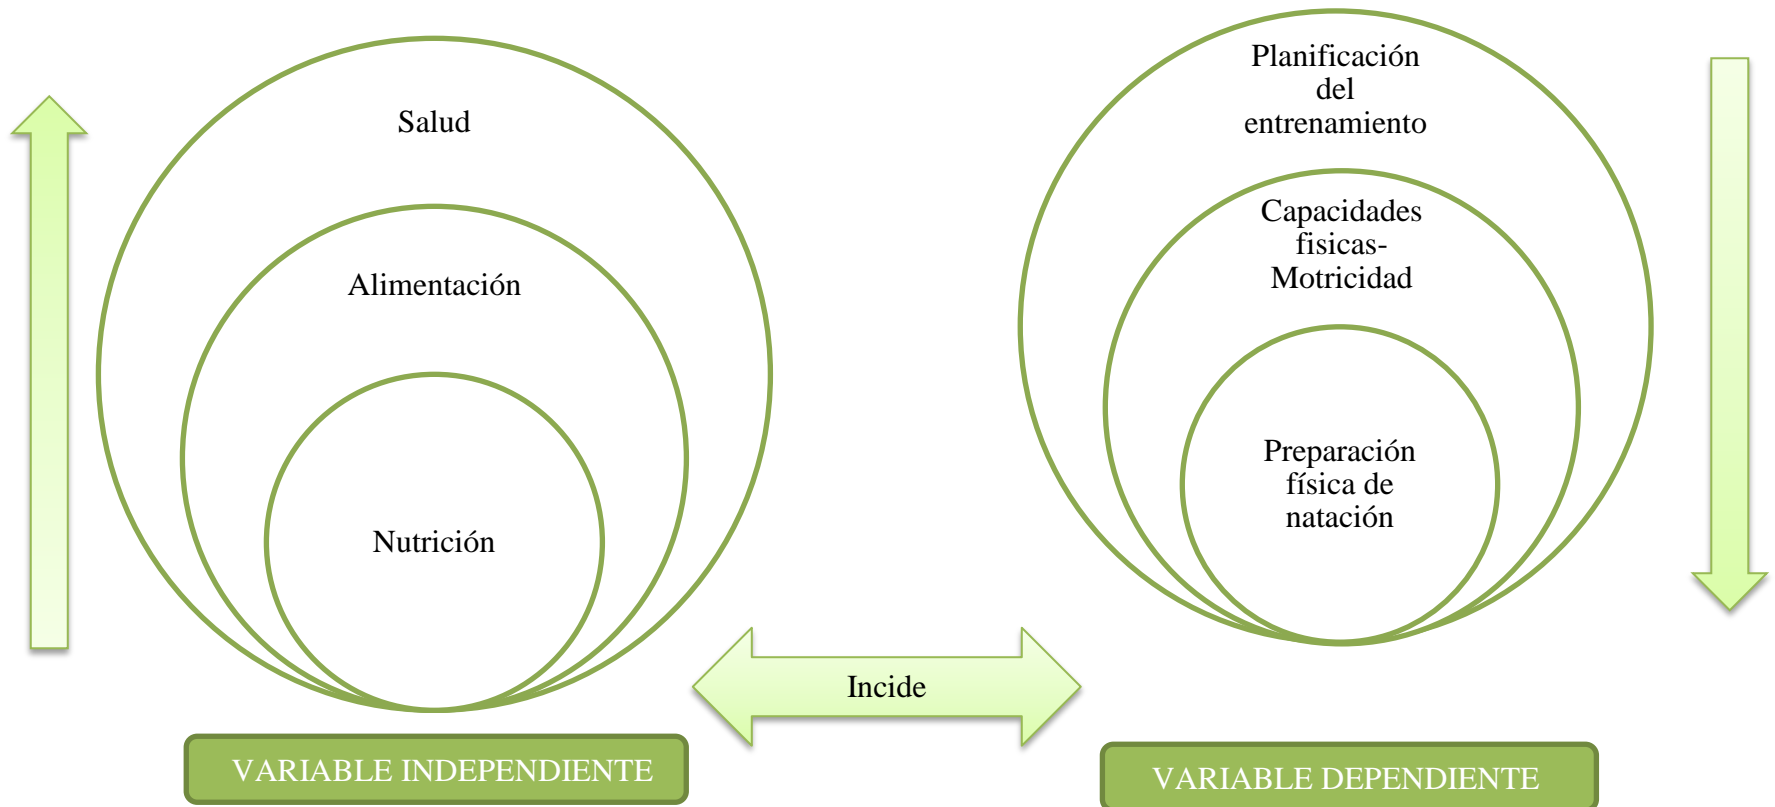 Salud
Alimentación
Nutrición
Planificación
del
entrenamiento
Capacidades
fisicas-
Motricidad
Preparación
física de
natación
Incide
VARIABLE INDEPENDIENTE
VARIABLE DEPENDIENTE